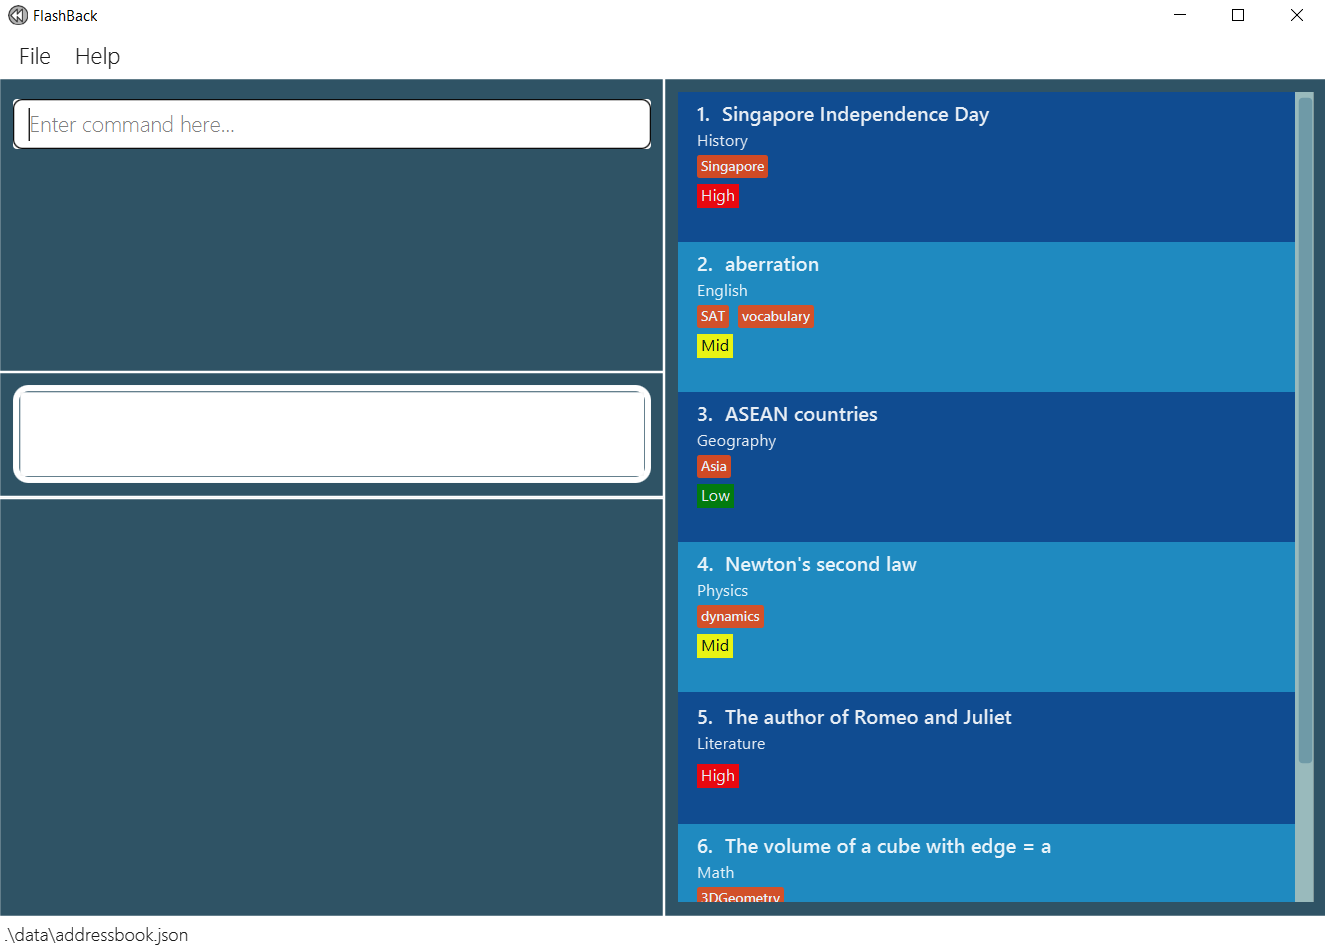 FlashBack
File Help
Enter command here...
1. Singapore Independence Day
History
Singapore
High
2. aberration
English
SAT vocabulary
Mid
3. ASEAN countries
Geography
Asia
Low
4. Newton's second law
Physics
dynamics
Mid
5. The author of Romeo and Juliet
Literature
High
6. The volume of a cube with edge = a
Math
3DGeometry
.\data\addressbook.json